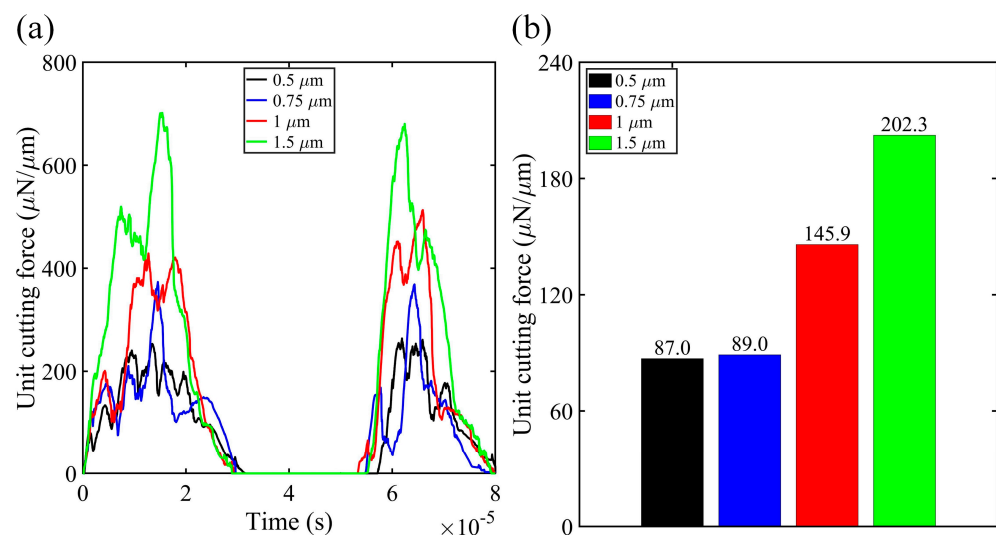 (a)
Unit cutting force (μN/μm)
800
600
400
200
0
0.5 μm
0.75 μm
1 μm
1.5 μm
0
2
4
6
8
Time (s)
×10⁻⁵
(b)
Unit cutting force (μN/μm)
240
180
120
60
0
0.5 μm
0.75 μm
1 μm
1.5 μm
87.0
89.0
145.9
202.3